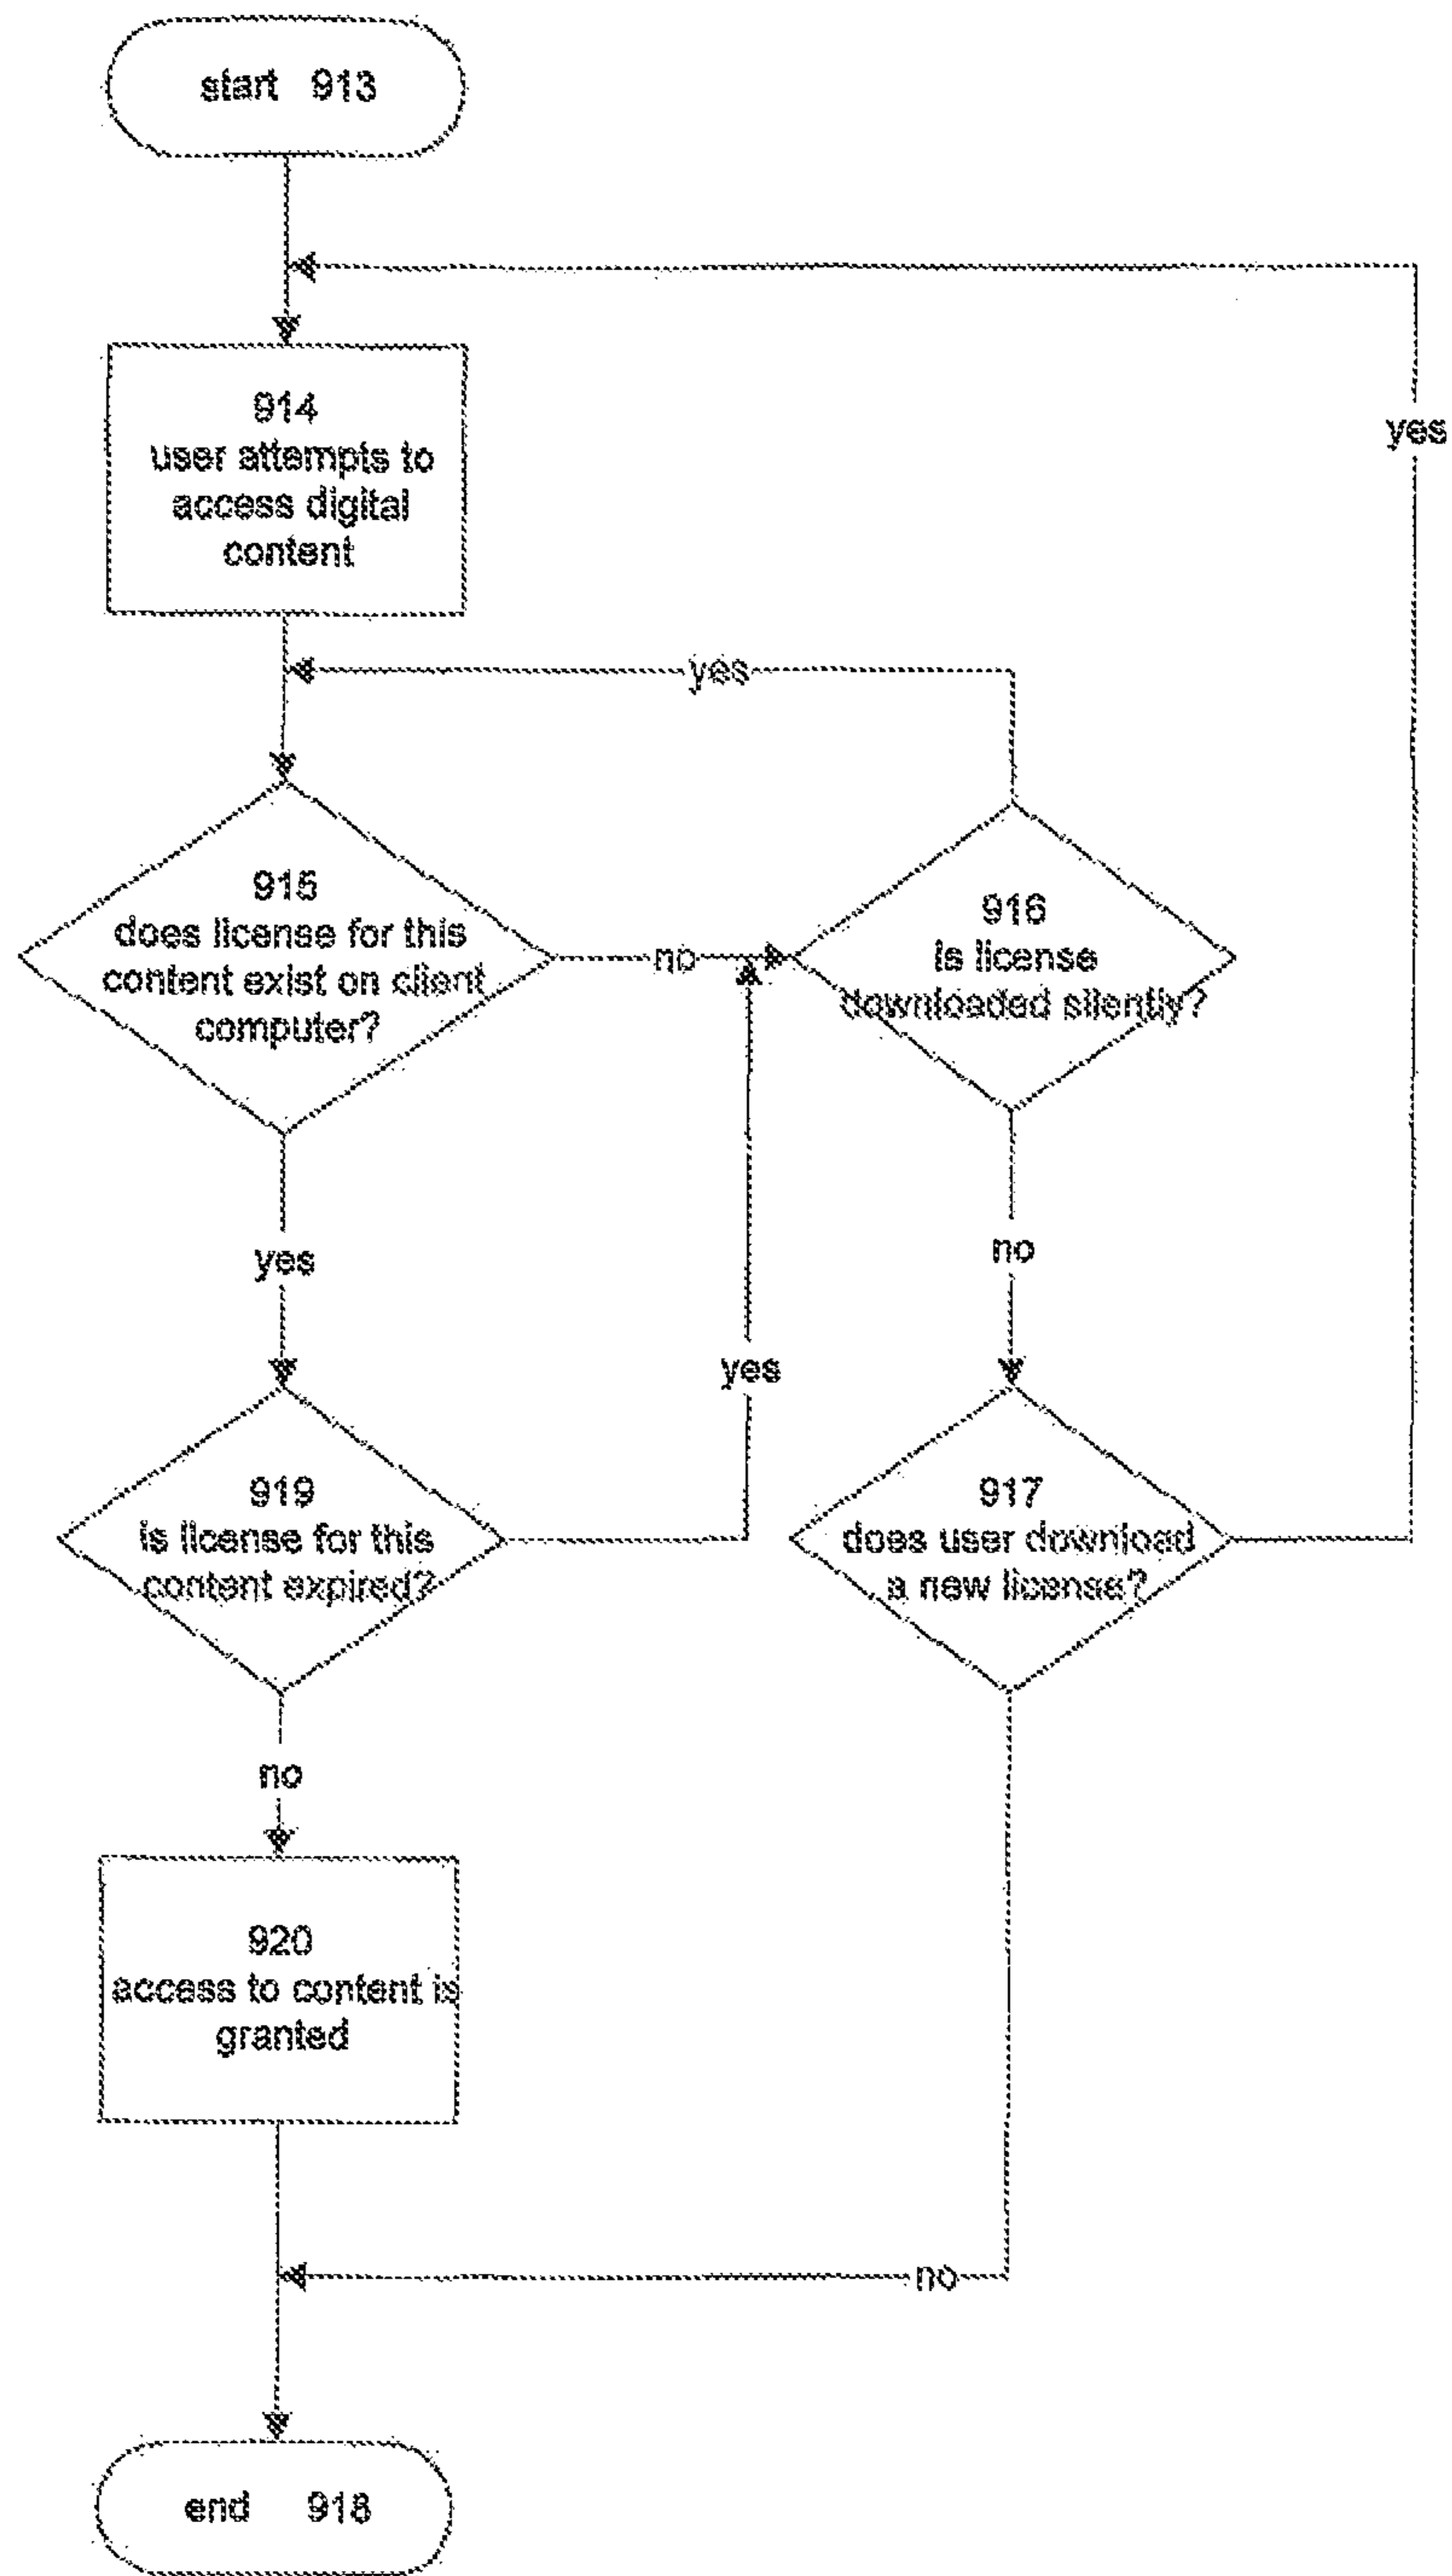 start 913
yes
914
user attempts to
access digital
content
yes
915
does license for this
content exist on client
computer?
no
916
is license
downloaded silently?
yes
no
yes
919
is license for this
content expired?
917
does user download
a new license?
no
920
access to content is
granted
no
end 918